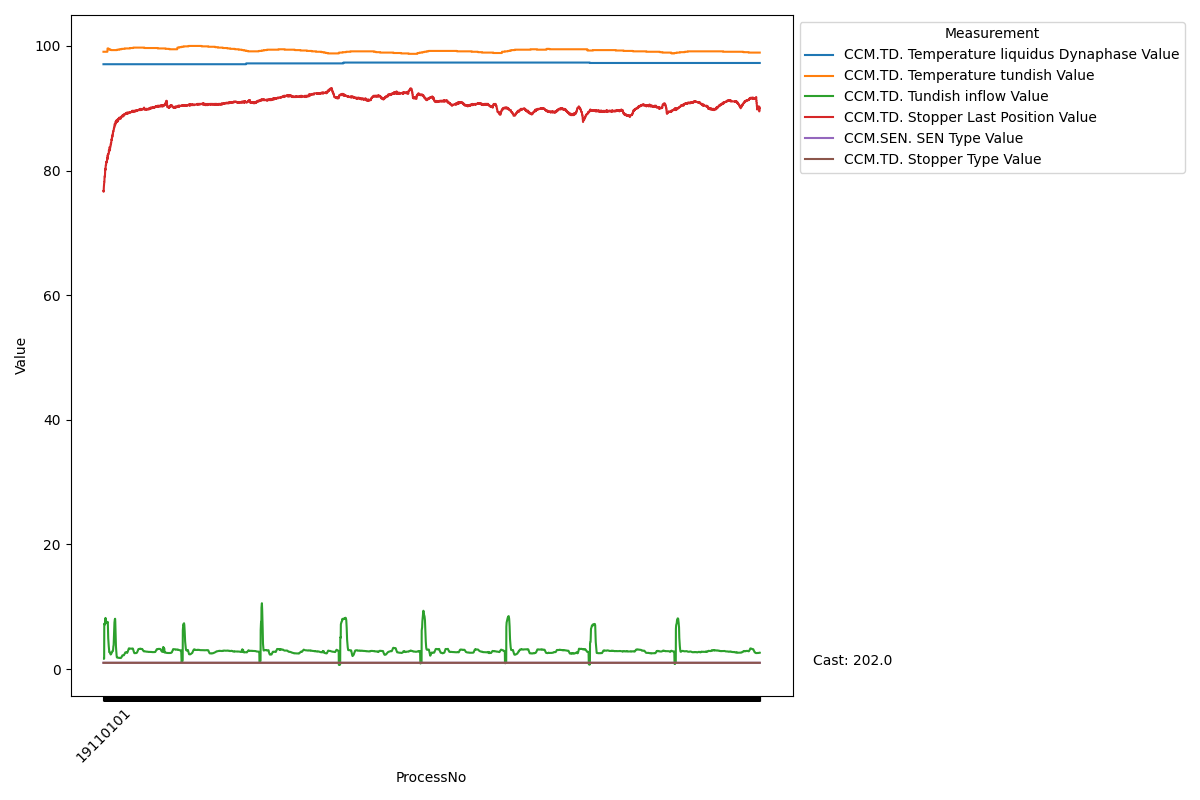 Measurement
CCM.TD. Temperature liquidus Dynaphase Value
CCM.TD. Temperature tundish Value
CCM.TD. Tundish inflow Value
CCM.TD. Stopper Last Position Value
CCM.SEN. SEN Type Value
CCM.TD. Stopper Type Value
100
80
60
40
20
0
Value
Cast: 202.0
19110101
ProcessNo